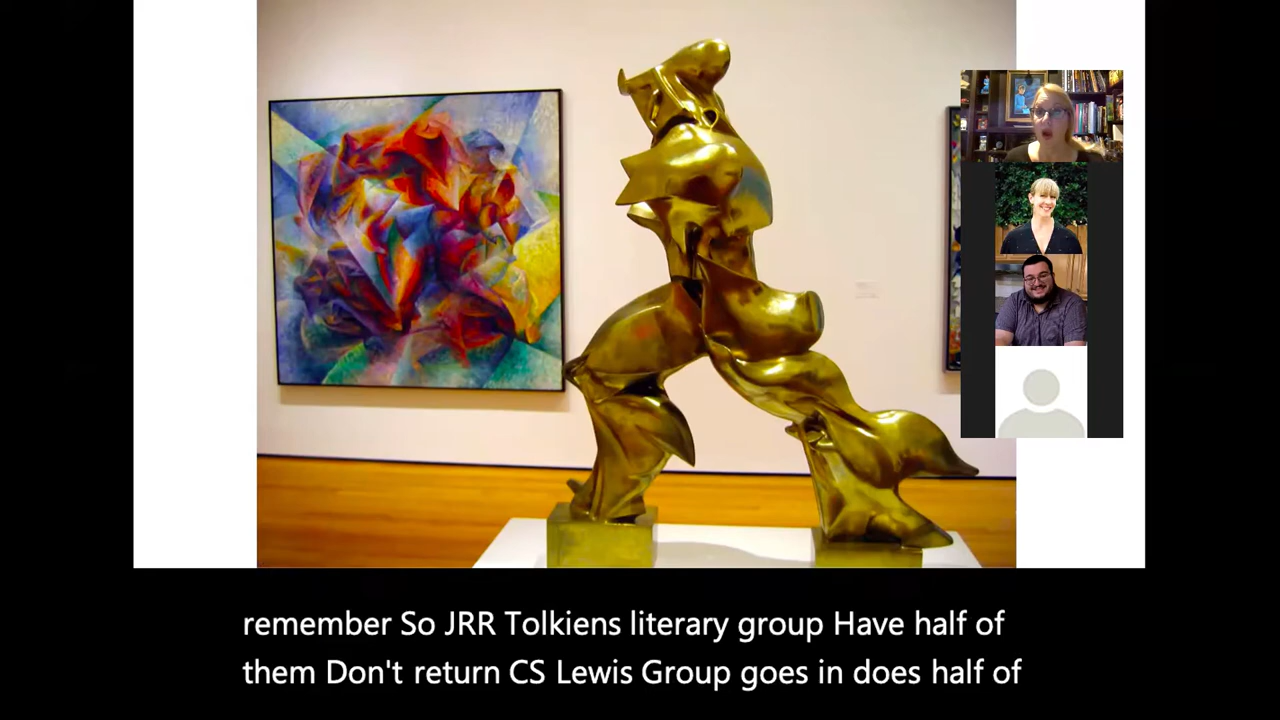 remember So JRR Tolkiens literary group Have half of
them Don't return CS Lewis Group goes in does half of